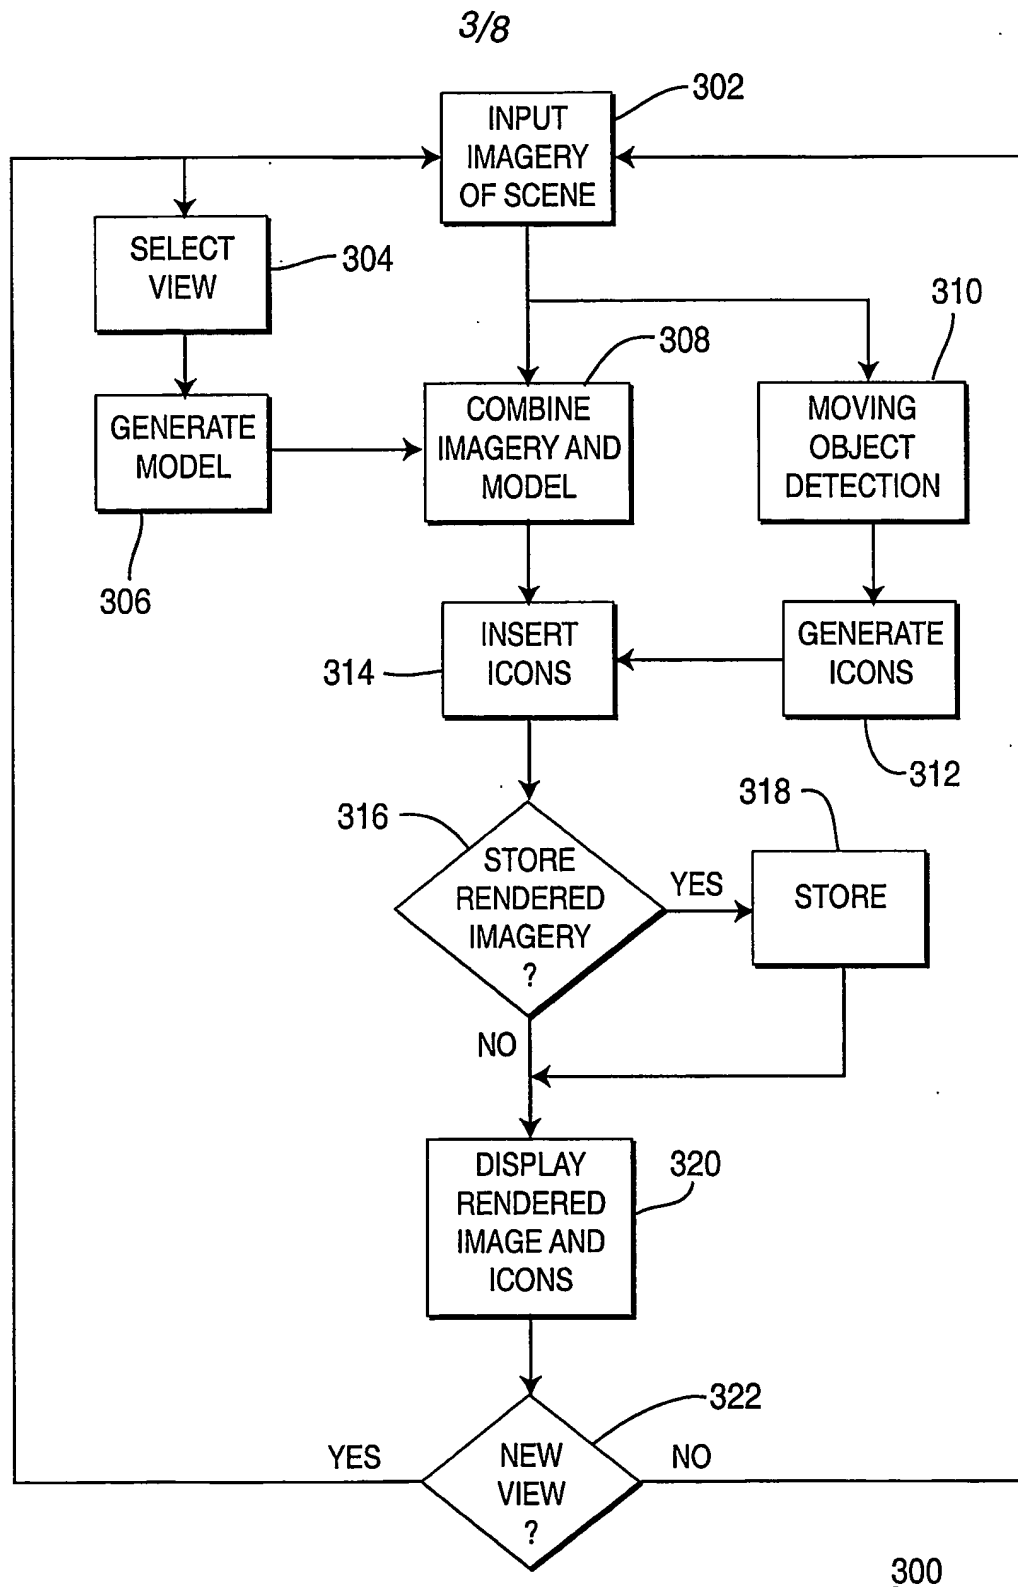 3/8
302
INPUT
IMAGERY
OF SCENE
SELECT
VIEW
304
310
308
GENERATE
MODEL
COMBINE
IMAGERY AND
MODEL
MOVING
OBJECT
DETECTION
306
INSERT
ICONS
GENERATE
ICONS
314
312
318
316
STORE
RENDERED
IMAGERY
?
YES
STORE
NO
DISPLAY
RENDERED
IMAGE AND
ICONS
320
322
YES
NEW
VIEW
?
NO
300